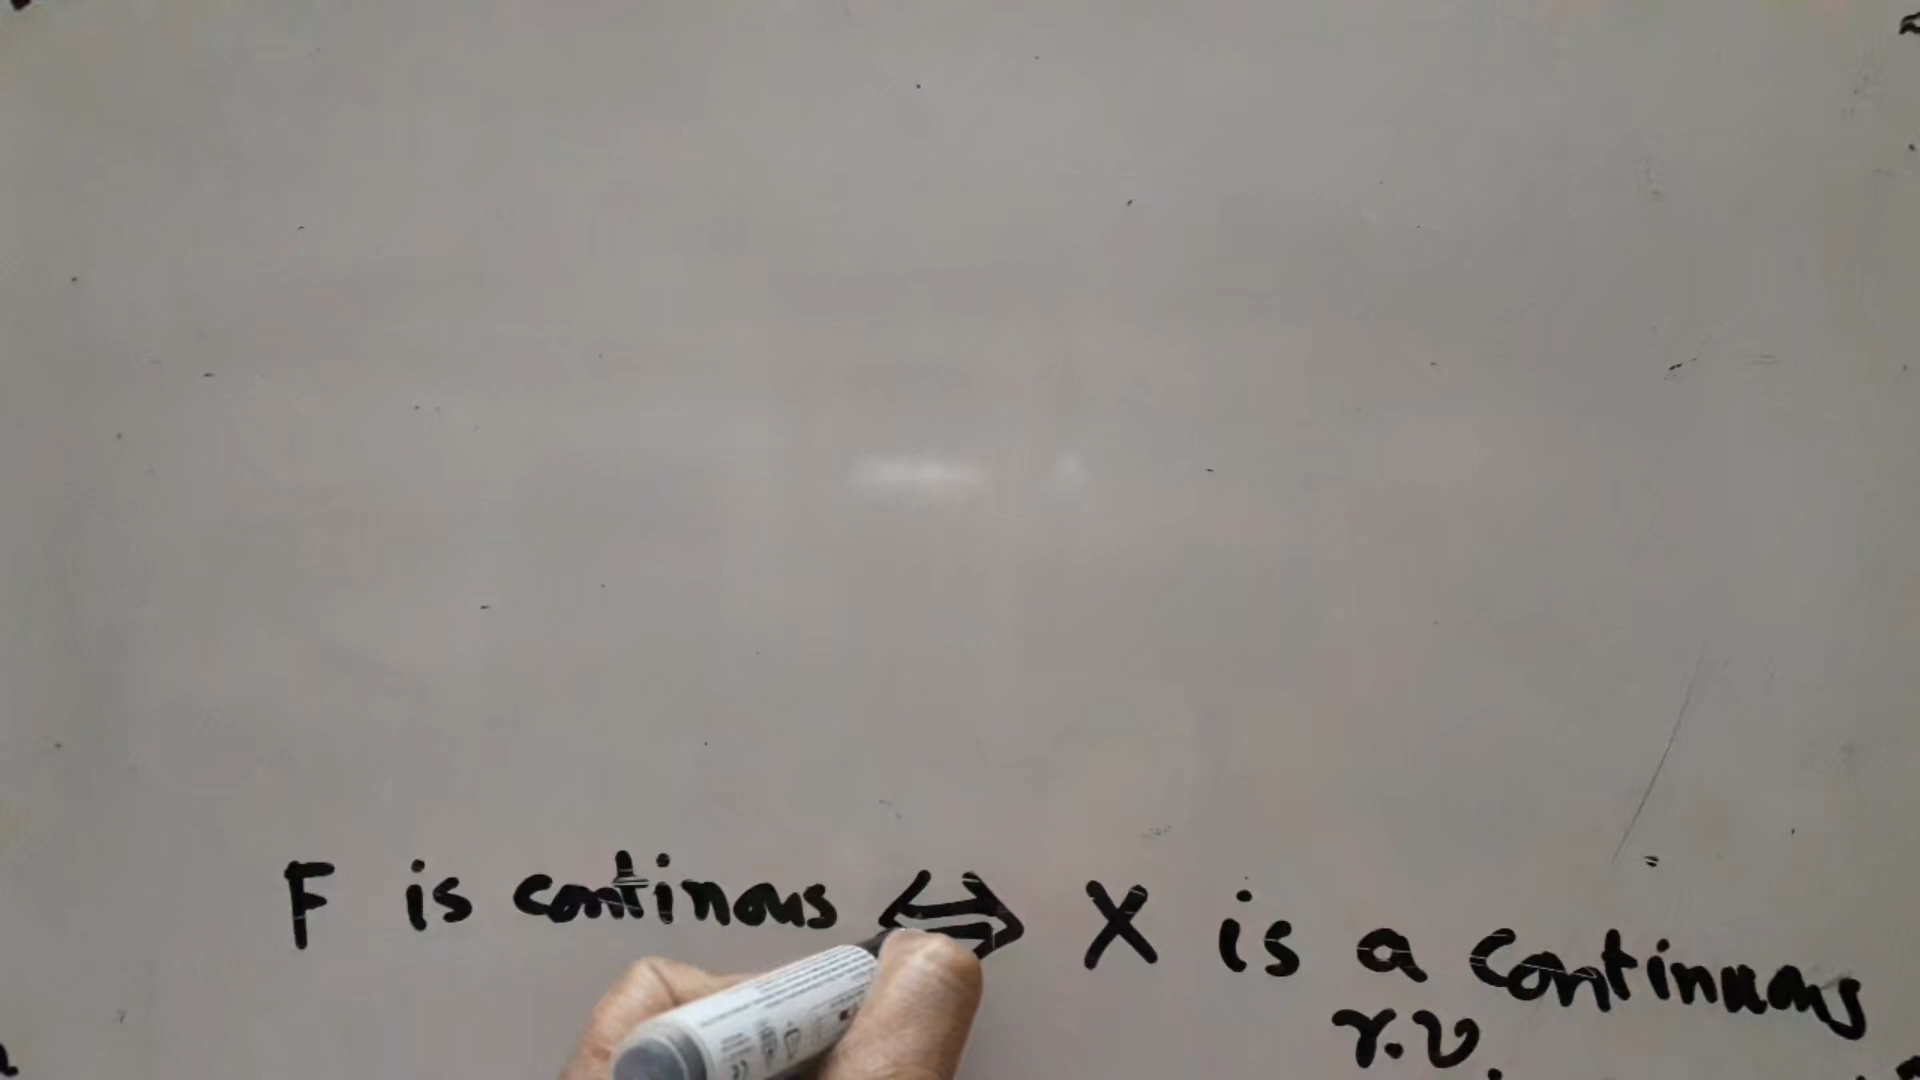 F is continous ⟺ X is a continuous
r.v.